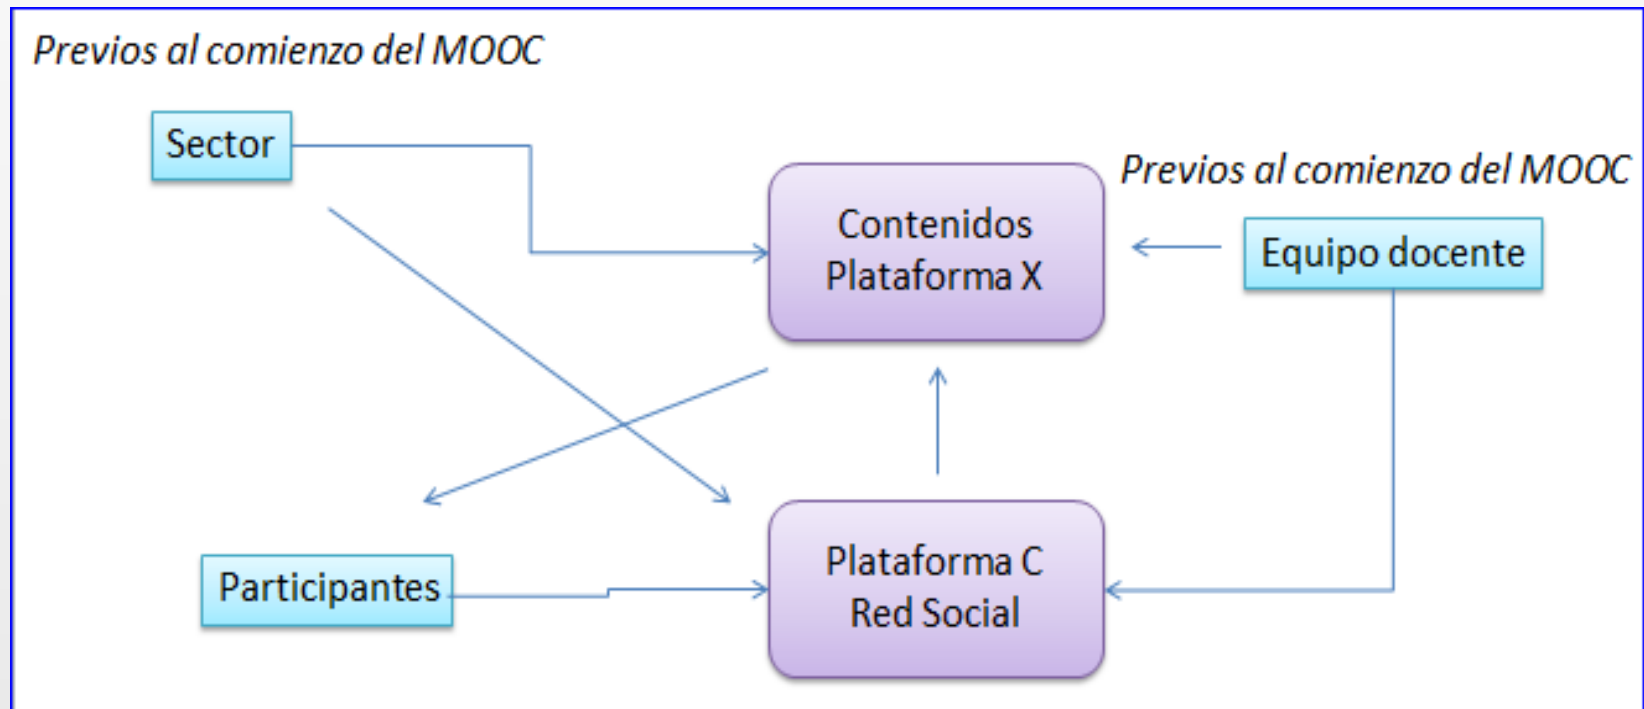 Previos al comienzo del MOOC
Sector
Previos al comienzo del MOOC
Contenidos
Plataforma X
Equipo docente
Participantes
Plataforma C
Red Social